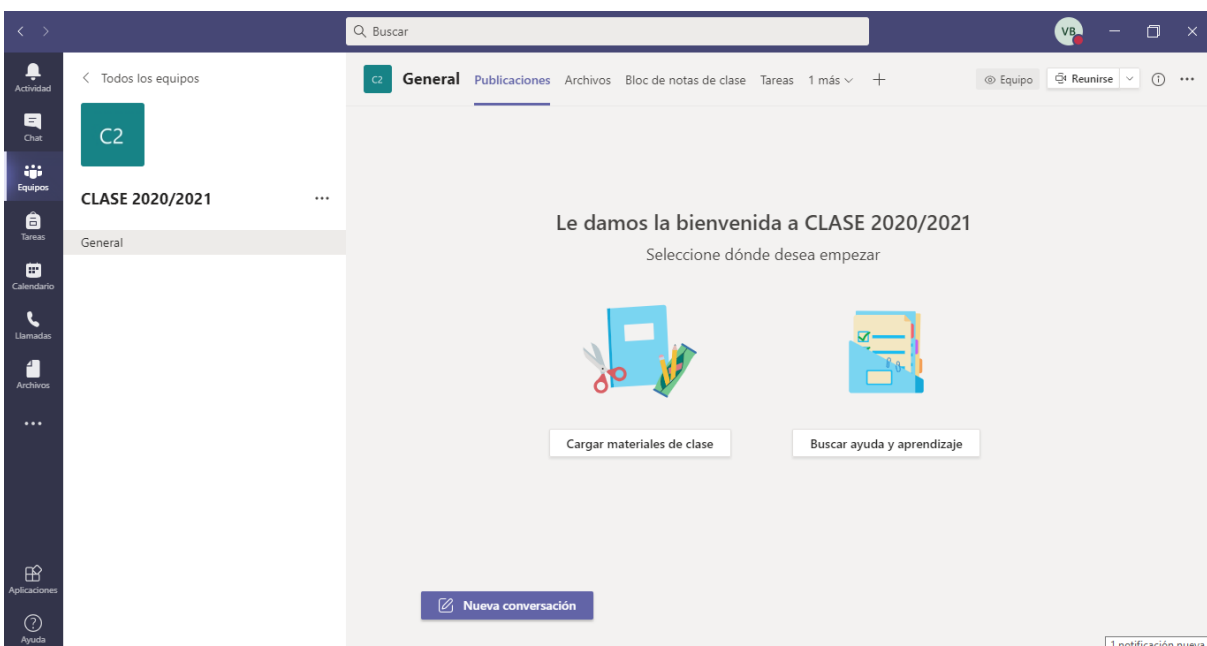 Buscar
VB
Actividad
Chat
Equipos
Tareas
Calendario
Llamadas
Archivos
Aplicaciones
Ayuda
Todos los equipos
C2
CLASE 2020/2021
General
C2 General Publicaciones Archivos Bloc de notas de clase Tareas 1 más Equipo Reunirse
Le damos la bienvenida a CLASE 2020/2021
Seleccione dónde desea empezar
Cargar materiales de clase Buscar ayuda y aprendizaje
Nueva conversación
1 notificación nueva